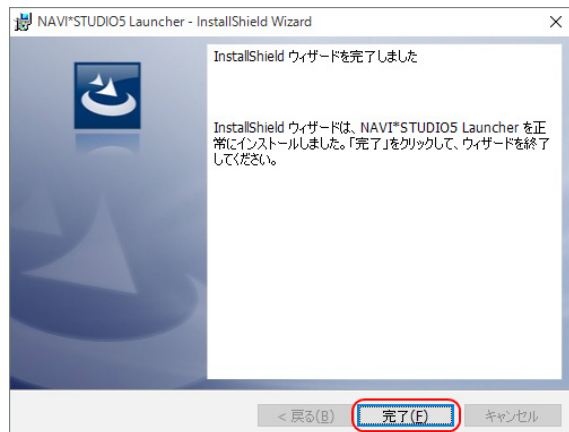 NAVI*STUDIO5 Launcher - InstallShield Wizard
InstallShield ウィザードを完了しました
InstallShield ウィザードは、NAVI*STUDIO5 Launcher を正
常にインストールしました。「完了」をクリックして、ウィザードを終了
してください。
< 戻る(B) 完了(F) キャンセル